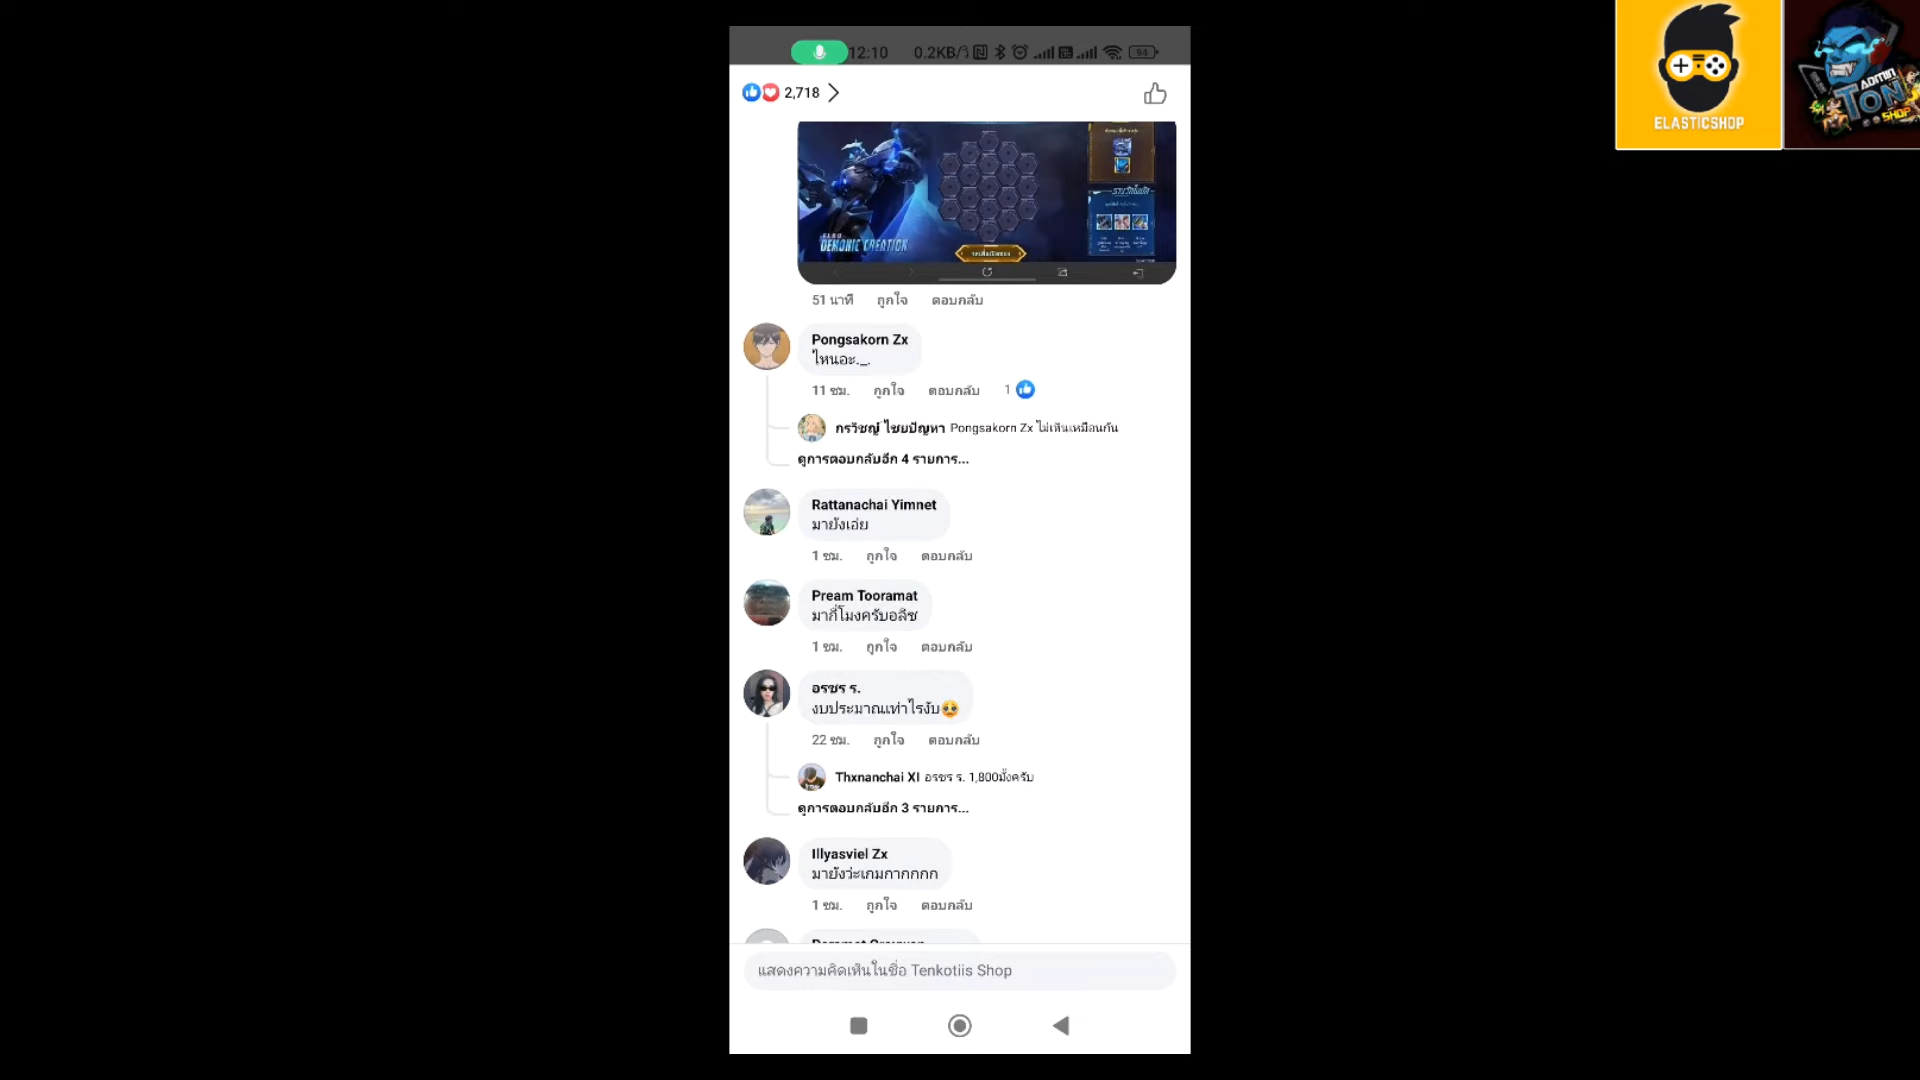 12:10 0.2KB/s 94
ELASTICSHOP
ADMIN
TON
SHOP
2,718
DEMONIC CREATION
51 นาที ถูกใจ ตอบกลับ
Pongsakorn Zx
ไหนอะ._.
11 ชม. ถูกใจ ตอบกลับ 1
กรวิชญ์ ไชยปัญหา Pongsakorn Zx ไม่เห็นเหมือนกัน
ดูการตอบกลับอีก 4 รายการ...
Rattanachai Yimnet
มายังเอ่ย
1 ชม. ถูกใจ ตอบกลับ
Pream Tooramat
มากี่โมงครับอลิซ
1 ชม. ถูกใจ ตอบกลับ
อรชร ร.
งบประมาณเท่าไรงับ🥺
22 ชม. ถูกใจ ตอบกลับ
Thxnanchai XI อรชร ร. 1,800มั้งครับ
ดูการตอบกลับอีก 3 รายการ...
Illyasviel Zx
มายังว่ะเกมกากกกก
1 ชม. ถูกใจ ตอบกลับ
แสดงความคิดเห็นในชื่อ Tenkotiis Shop